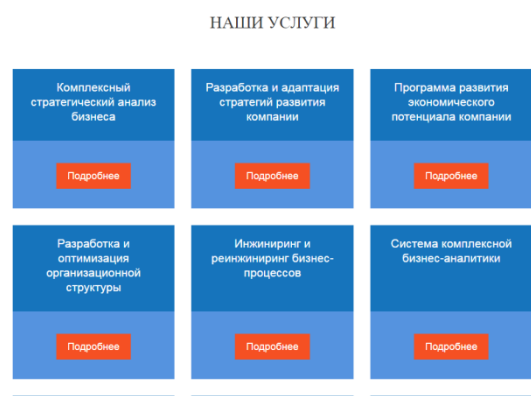 НАШИ УСЛУГИ
Комплексный
стратегический анализ
бизнеса
Подробнее
Разработка и адаптация
стратегий развития
компании
Подробнее
Программа развития
экономического
потенциала компании
Подробнее
Разработка и
оптимизация
организационной
структуры
Подробнее
Инжиниринг и
реинжиниринг бизнес-
процессов
Подробнее
Система комплексной
бизнес-аналитики
Подробнее